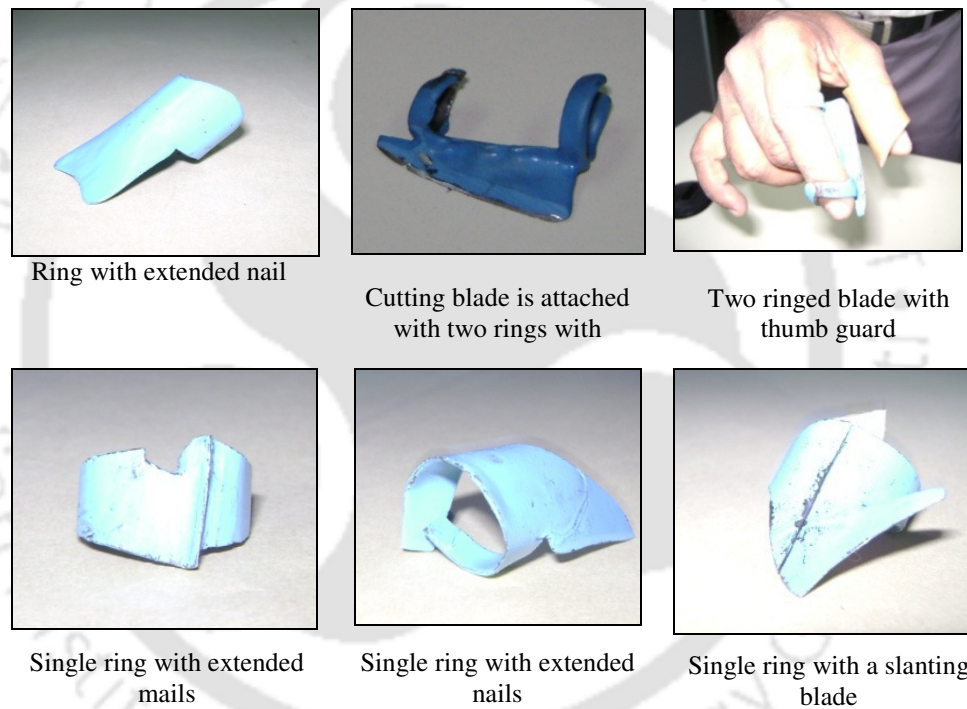 Ring with extended nail
Cutting blade is attached
with two rings with
Two ringed blade with
thumb guard
Single ring with extended
mails
Single ring with extended
nails
Single ring with a slanting
blade